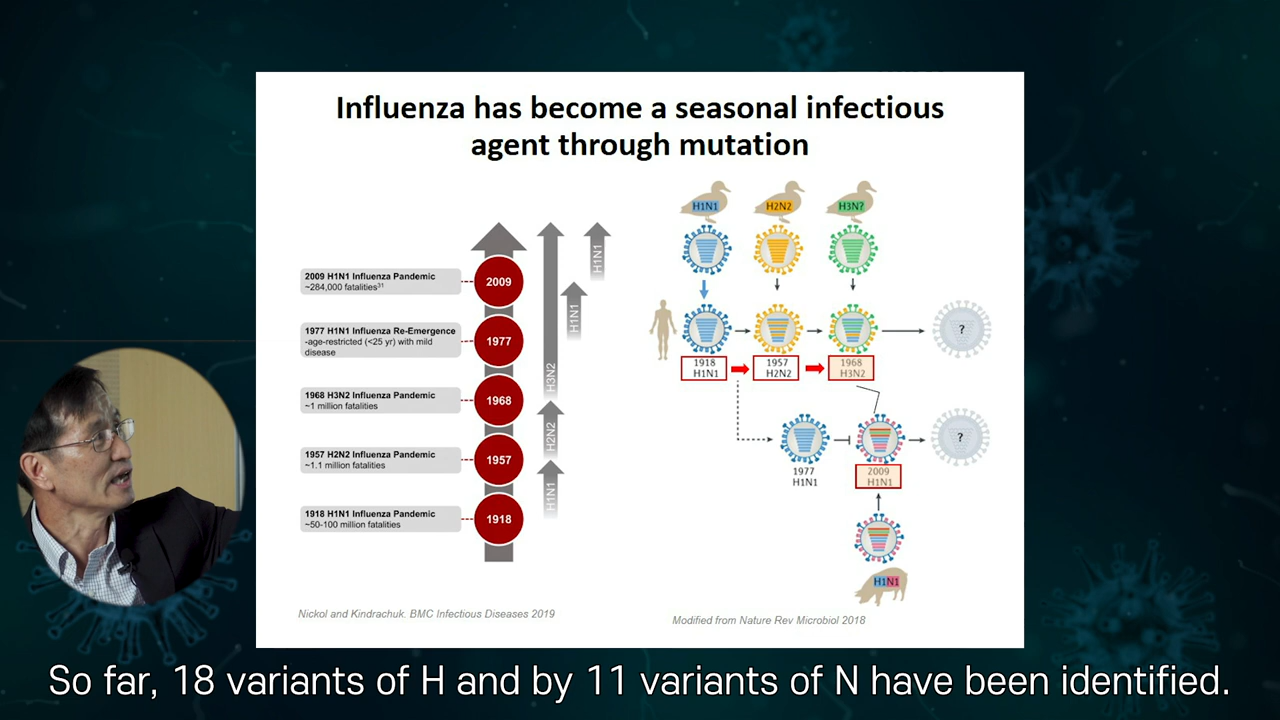 Influenza has become a seasonal infectious
agent through mutation
2009 H1N1 Influenza Pandemic
~284,000 fatalities31
2009
1977 H1N1 Influenza Re-Emergence
-age-restricted (<25 yr) with mild
disease
1977
1968 H3N2 Influenza Pandemic
~1 million fatalities
1968
1957 H2N2 Influenza Pandemic
~1.1 million fatalities
1957
1918 H1N1 Influenza Pandemic
~50-100 million fatalities
1918
H1N1
H1N1
H3N2
H2N2
H1N1
Nickol and Kindrachuk. BMC Infectious Diseases 2019
H1N1
H2N2
H3N?
?
1918
H1N1
1957
H2N2
1968
H3N2
?
1977
H1N1
2009
H1N1
H1N1
Modified from Nature Rev Microbiol 2018
So far, 18 variants of H and by 11 variants of N have been identified.